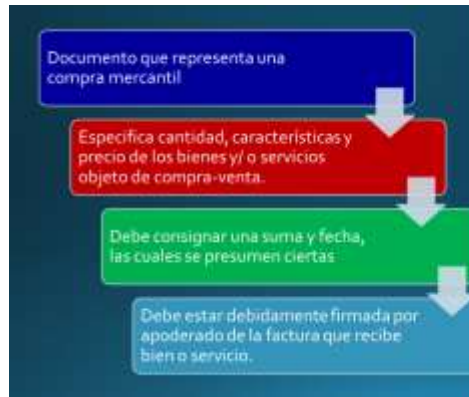 Documento que representa una
compra mercantil
Especifica cantidad, características y
precio de los bienes y/ o servicios
objeto de compra-venta.
Debe consignar una suma y fecha,
las cuales se presumen ciertas
Debe estar debidamente firmada por
apoderado de la factura que recibe
bien o servicio.